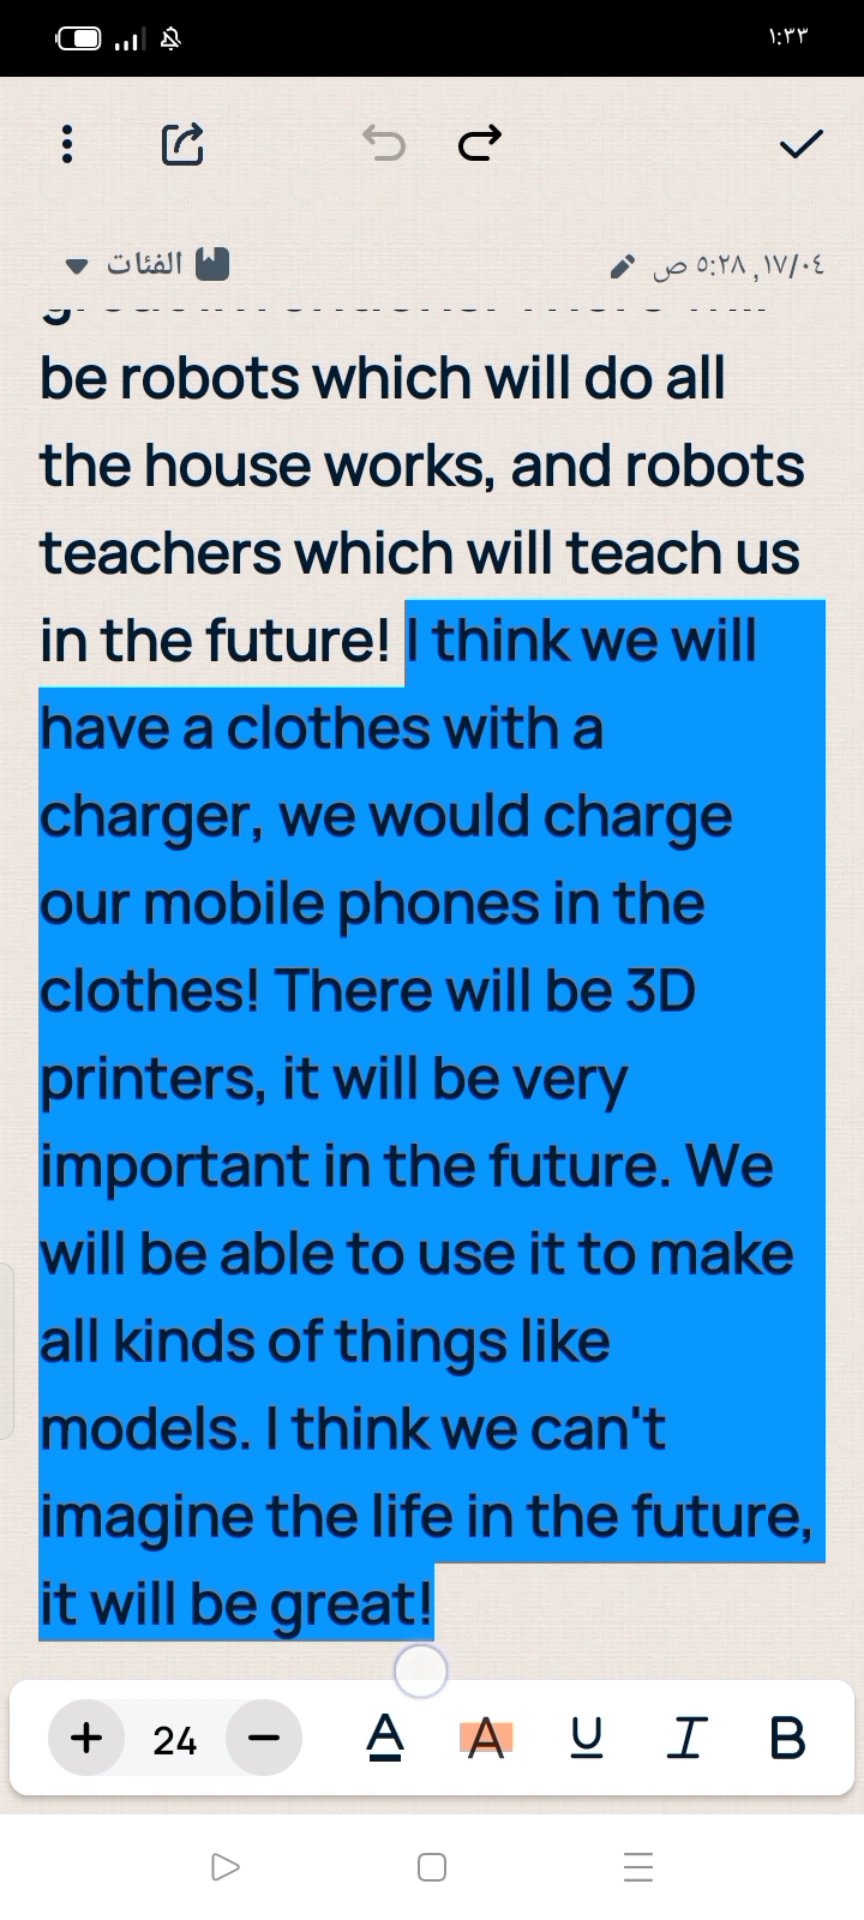 ١:٣٣
الفئات
١٧/٠٤, ٥:٢٨ ص
be robots which will do all
the house works, and robots
teachers which will teach us
in the future! I think we will
have a clothes with a
charger, we would charge
our mobile phones in the
clothes! There will be 3D
printers, it will be very
important in the future. We
will be able to use it to make
all kinds of things like
models. I think we can't
imagine the life in the future,
it will be great!
+ 24 − A A U I B